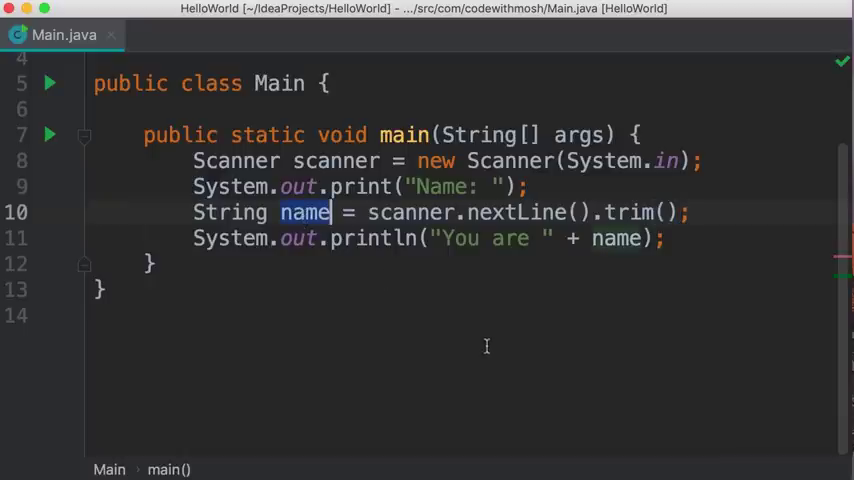 HelloWorld [~/IdeaProjects/HelloWorld] - .../src/com/codewithmosh/Main.java [HelloWorld]
Main.java
4
5 public class Main {
6
7 public static void main(String[] args) {
8 Scanner scanner = new Scanner(System.in);
9 System.out.print("Name: ");
10 String name = scanner.nextLine().trim();
11 System.out.println("You are " + name);
12 }
13 }
14
Main › main()